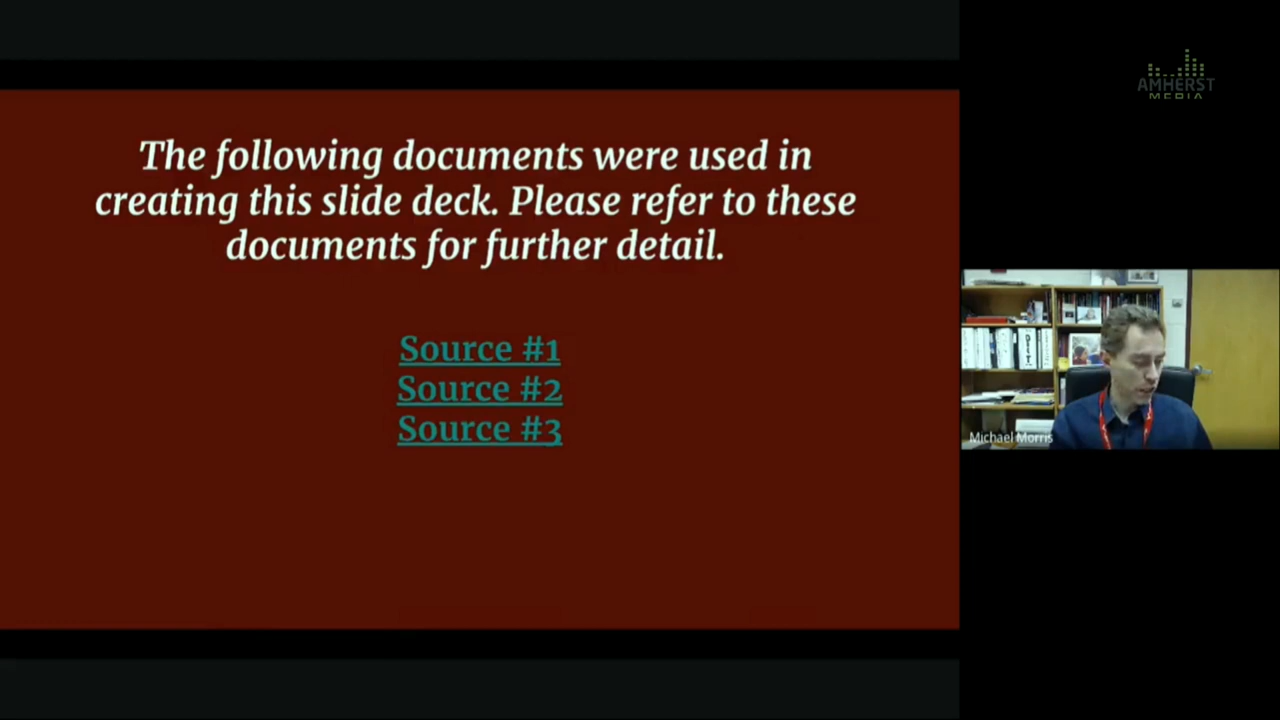 AMHERST
MEDIA
The following documents were used in
creating this slide deck. Please refer to these
documents for further detail.
Source #1
Source #2
Source #3
Michael Morris